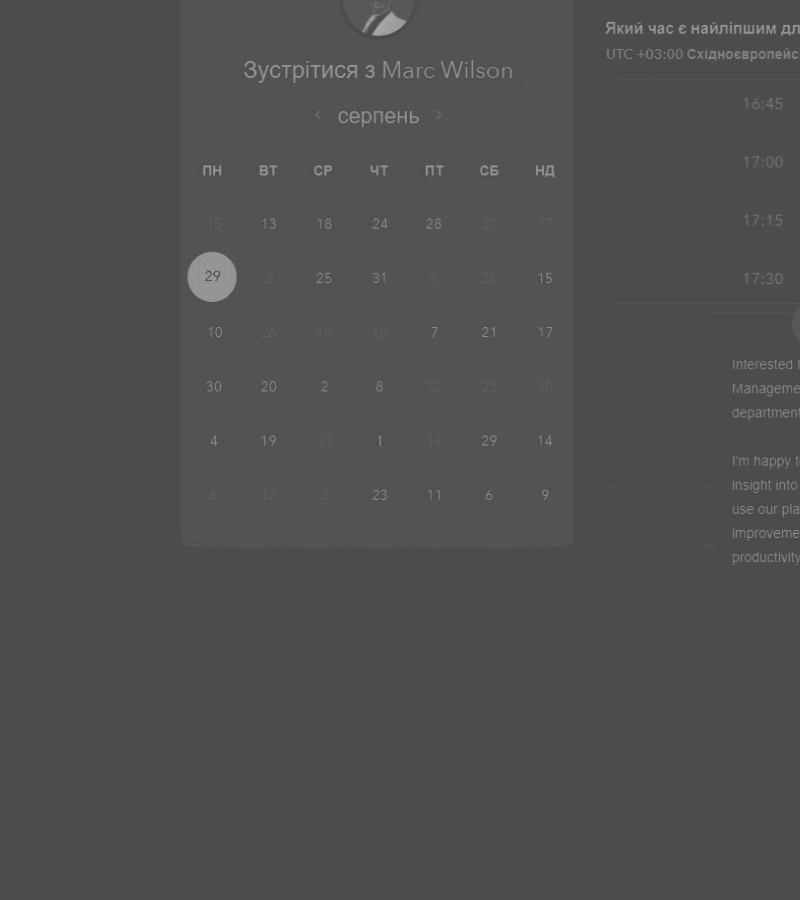 Зустрітися з Marc Wilson
‹ серпень ›
ПН ВТ СР ЧТ ПТ СБ НД
15 13 18 24 28 30 17
29 2 25 31 5 28 15
10 26 18 15 7 21 17
30 20 2 8 12 25 10
4 19 31 1 14 29 14
6 12 3 23 11 6 9
Який час є найліпшим дл
UTC +03:00 Східноєвропейс
16:45
17:00
17:15
17:30
Interested
Manageme
department
I'm happy t
insight into
use our pla
improveme
productivity